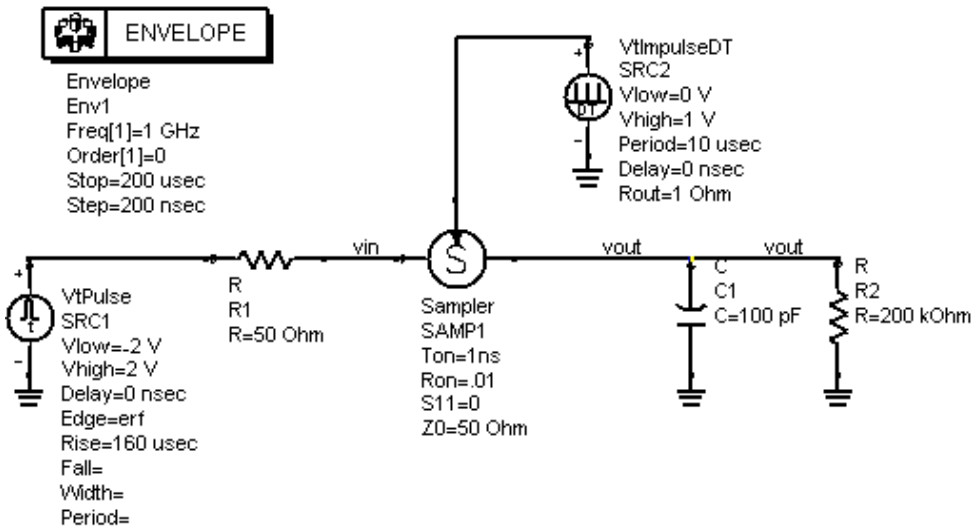 ENVELOPE
Envelope
Env1
Freq[1]=1 GHz
Order[1]=0
Stop=200 usec
Step=200 nsec
+
DT
-
VtImpulseDT
SRC2
Vlow=0 V
Vhigh=1 V
Period=10 usec
Delay=0 nsec
Rout=1 Ohm
+
t
-
VtPulse
SRC1
Vlow=-2 V
Vhigh=2 V
Delay=0 nsec
Edge=erf
Rise=160 usec
Fall=
Width=
Period=
R
R1
R=50 Ohm
vin
S
Sampler
SAMP1
Ton=1ns
Ron=.01
S11=0
Z0=50 Ohm
vout
C
C1
C=100 pF
vout
R
R2
R=200 kOhm